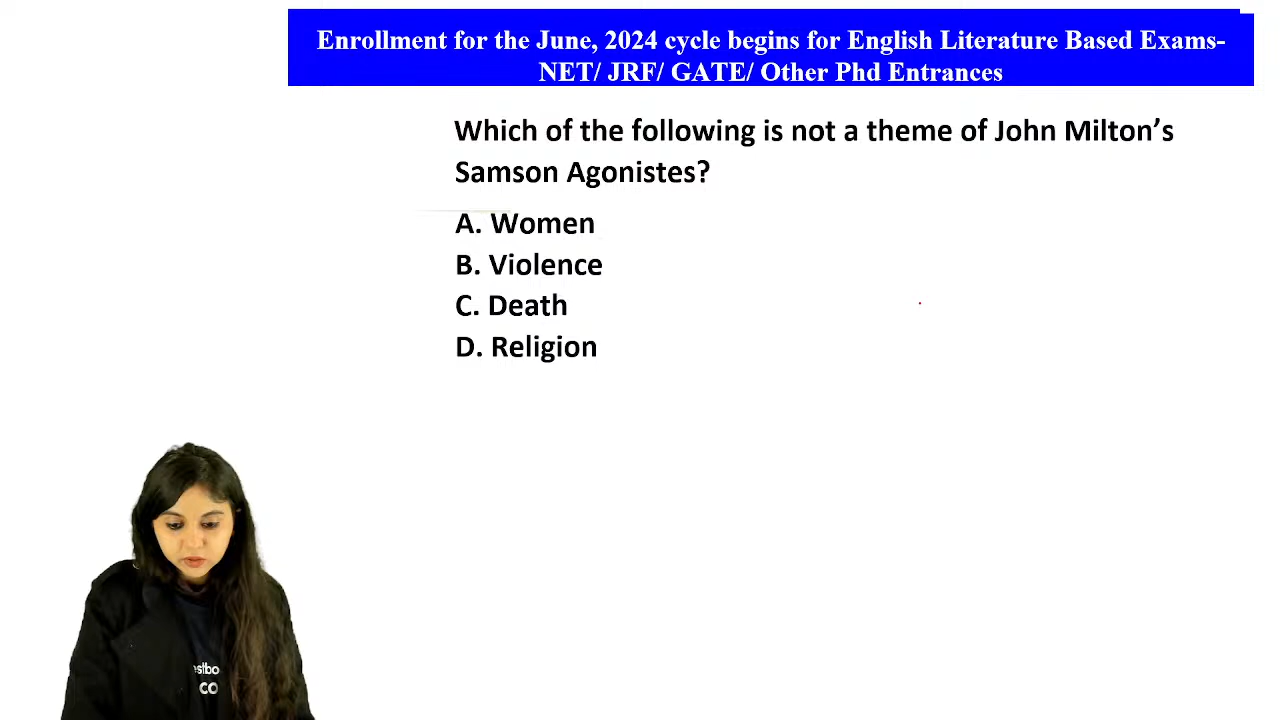 Enrollment for the June, 2024 cycle begins for English Literature Based Exams-
NET/ JRF/ GATE/ Other Phd Entrances
Which of the following is not a theme of John Milton’s
Samson Agonistes?
A. Women
B. Violence
C. Death
D. Religion